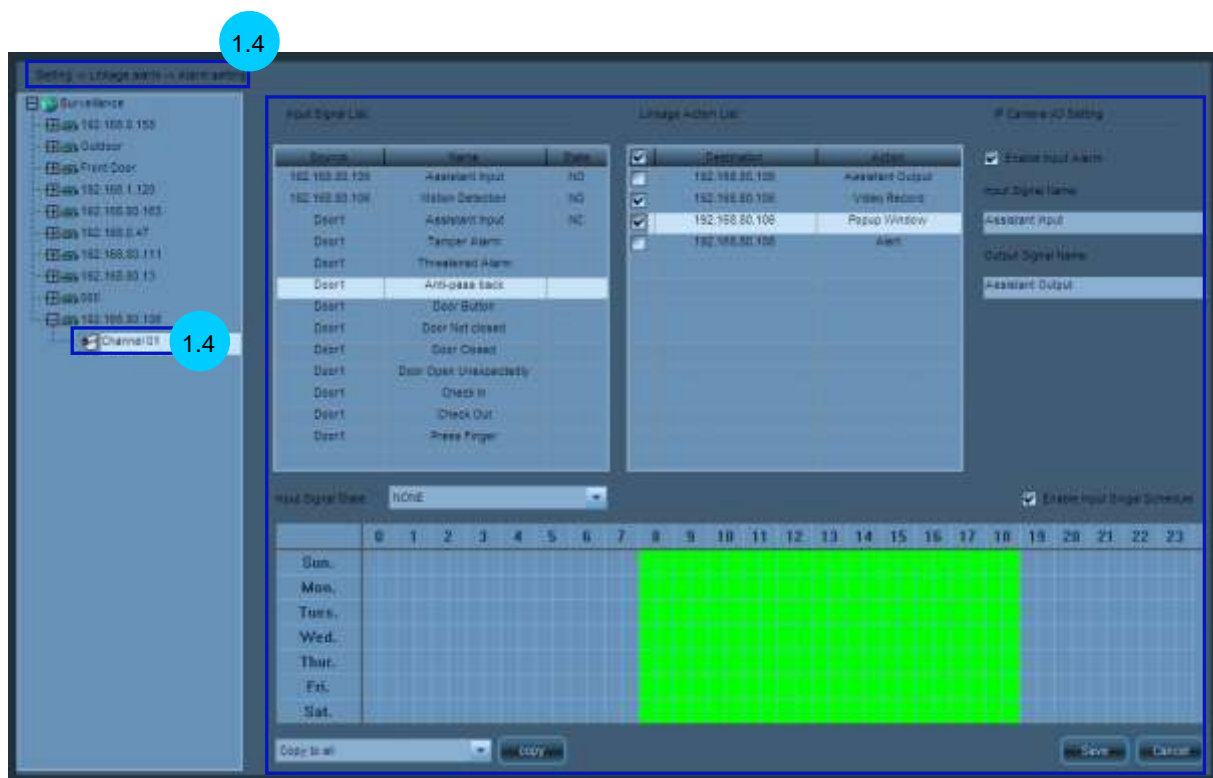 1.4
Setting -> Linkage alarm -> Alarm setting
Surveillance
192.168.0.158
Outdoor
Front Door
192.168.1.120
192.168.80.163
192.168.0.47
192.168.80.111
192.168.80.13
192.168.80.108
Channel 01
1.4
Input Signal List
Source Name State
192.168.80.108 Assistant Input NO
192.168.80.108 Motion Detection NO
Door1 Assistant Input NC
Door1 Tamper Alarm
Door1 Threatened Alarm
Door1 Anti-pass back
Door1 Door Button
Door1 Door Not closed
Door1 Door Closed
Door1 Door Open Unexpectedly
Door1 Check In
Door1 Check Out
Door1 Press Finger
Linkage Action List
Destination Action
192.168.80.108 Assistant Output
192.168.80.108 Video Record
192.168.80.108 Popup Window
192.168.80.108 Alert
IP Camera I/O Setting
Enable Input Alarm
Input Signal Name
Assistant Input
Output Signal Name
Assistant Output
Input Signal State NONE
Enable Input Schedule
0 1 2 3 4 5 6 7 8 9 10 11 12 13 14 15 16 17 18 19 20 21 22 23
Sun.
Mon.
Tues.
Wed.
Thur.
Fri.
Sat.
Copy to all copy
Save Cancel